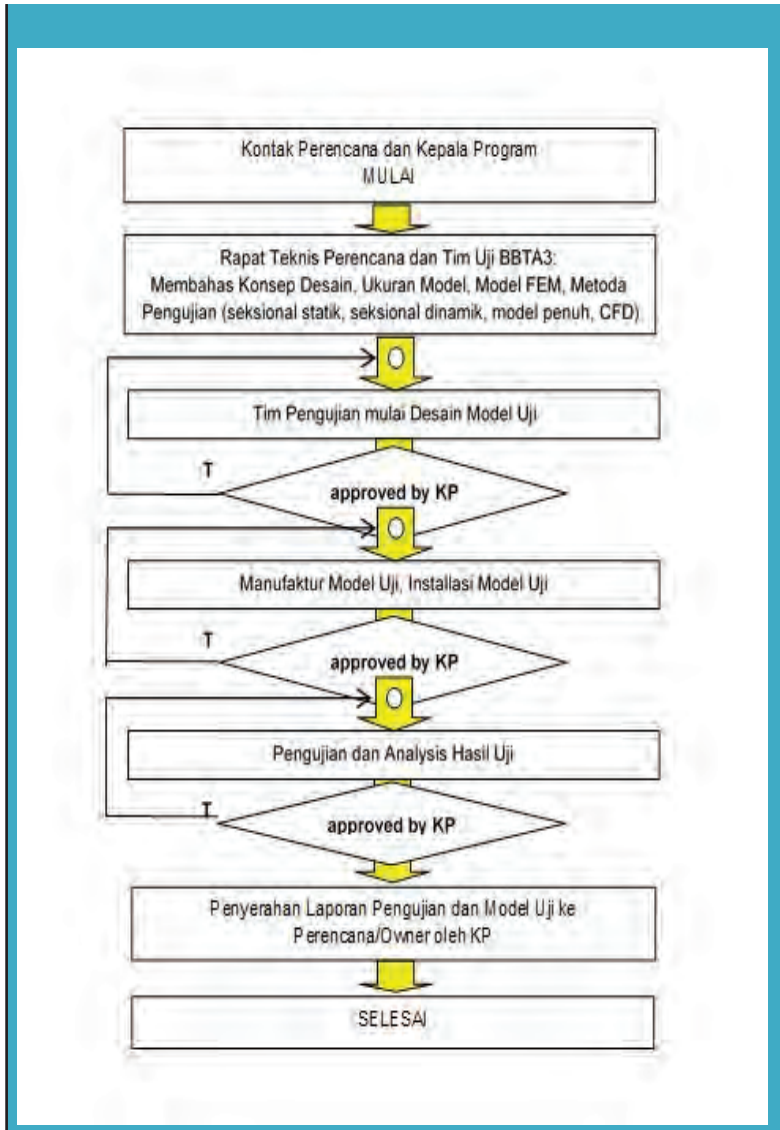 Kontak Perencana dan Kepala Program
MULAI
Rapat Teknis Perencana dan Tim Uji BBTA3:
Membahas Konsep Desain, Ukuran Model, Model FEM, Metoda
Pengujian (seksional statik, seksional dinamik, model penuh, CFD)
Tim Pengujian mulai Desain Model Uji
T
approved by KP
Manufaktur Model Uji, Installasi Model Uji
T
approved by KP
Pengujian dan Analysis Hasil Uji
T
approved by KP
Penyerahan Laporan Pengujian dan Model Uji ke
Perencana/Owner oleh KP
SELESAI